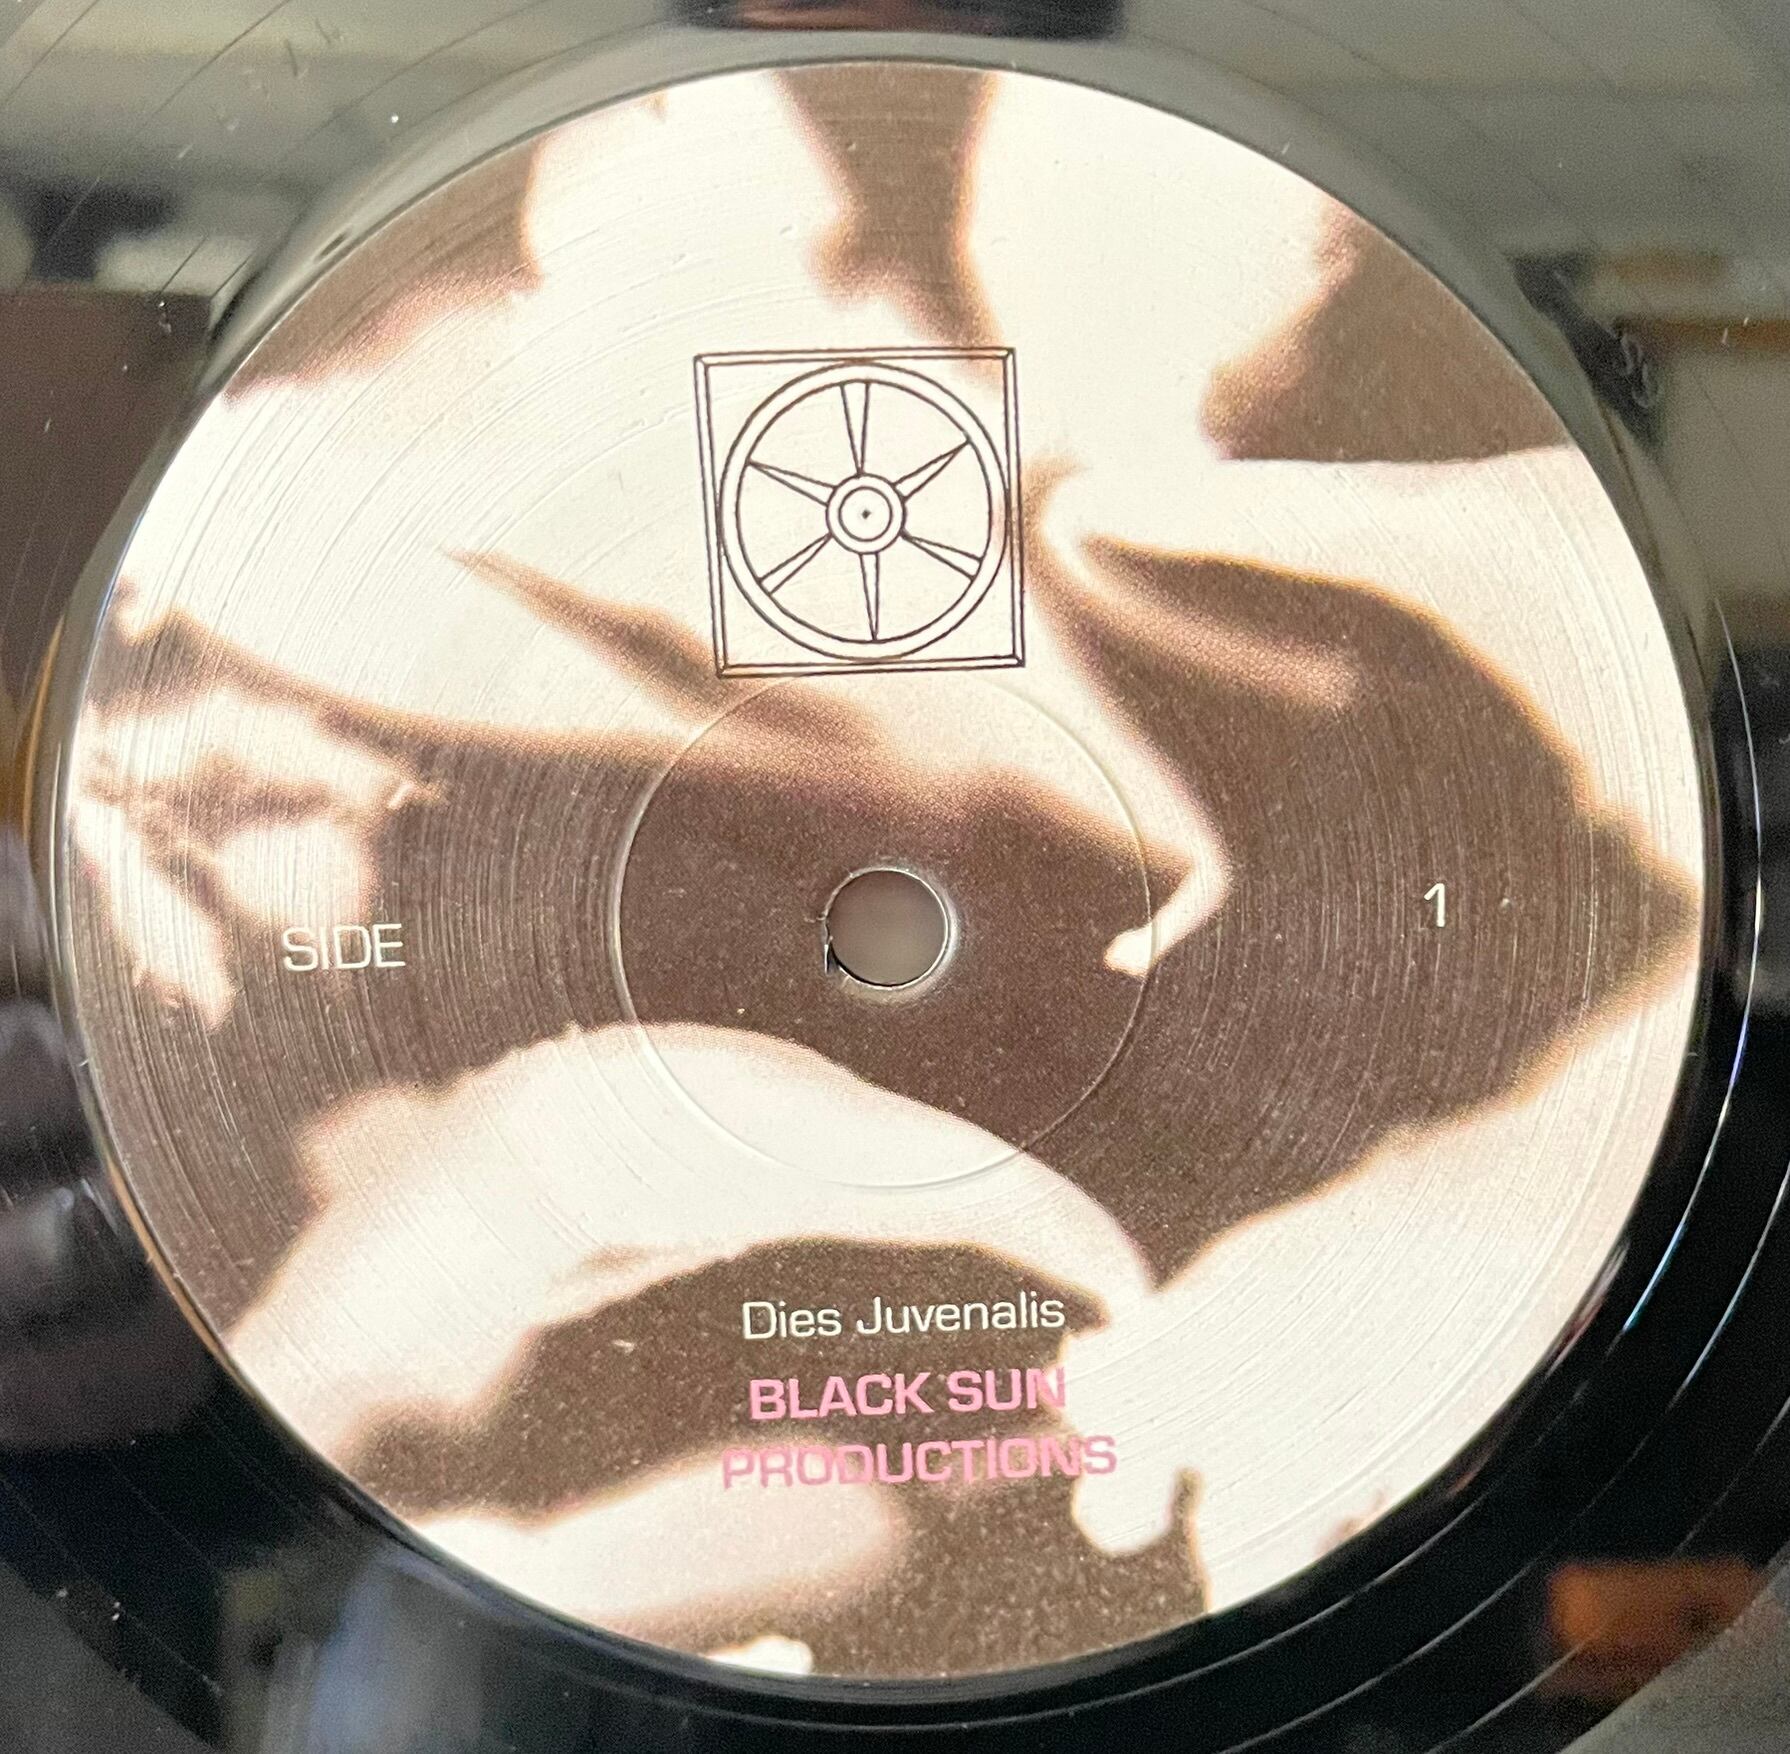 SIDE 1
Dies Juvenalis
BLACK SUN
PRODUCTIONS